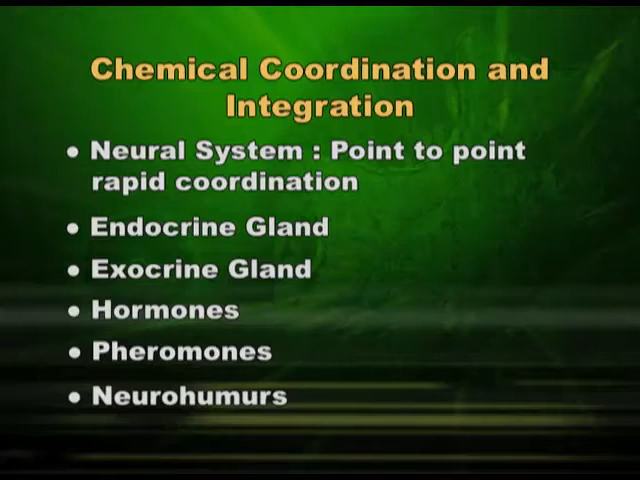 Chemical Coordination and
Integration
● Neural System : Point to point
rapid coordination
● Endocrine Gland
● Exocrine Gland
● Hormones
● Pheromones
● Neurohumurs